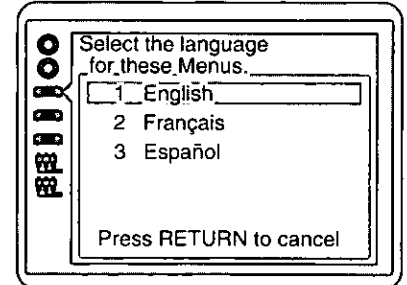 Select the language
for these Menus.
1 English
2 Français
3 Español
Press RETURN to cancel